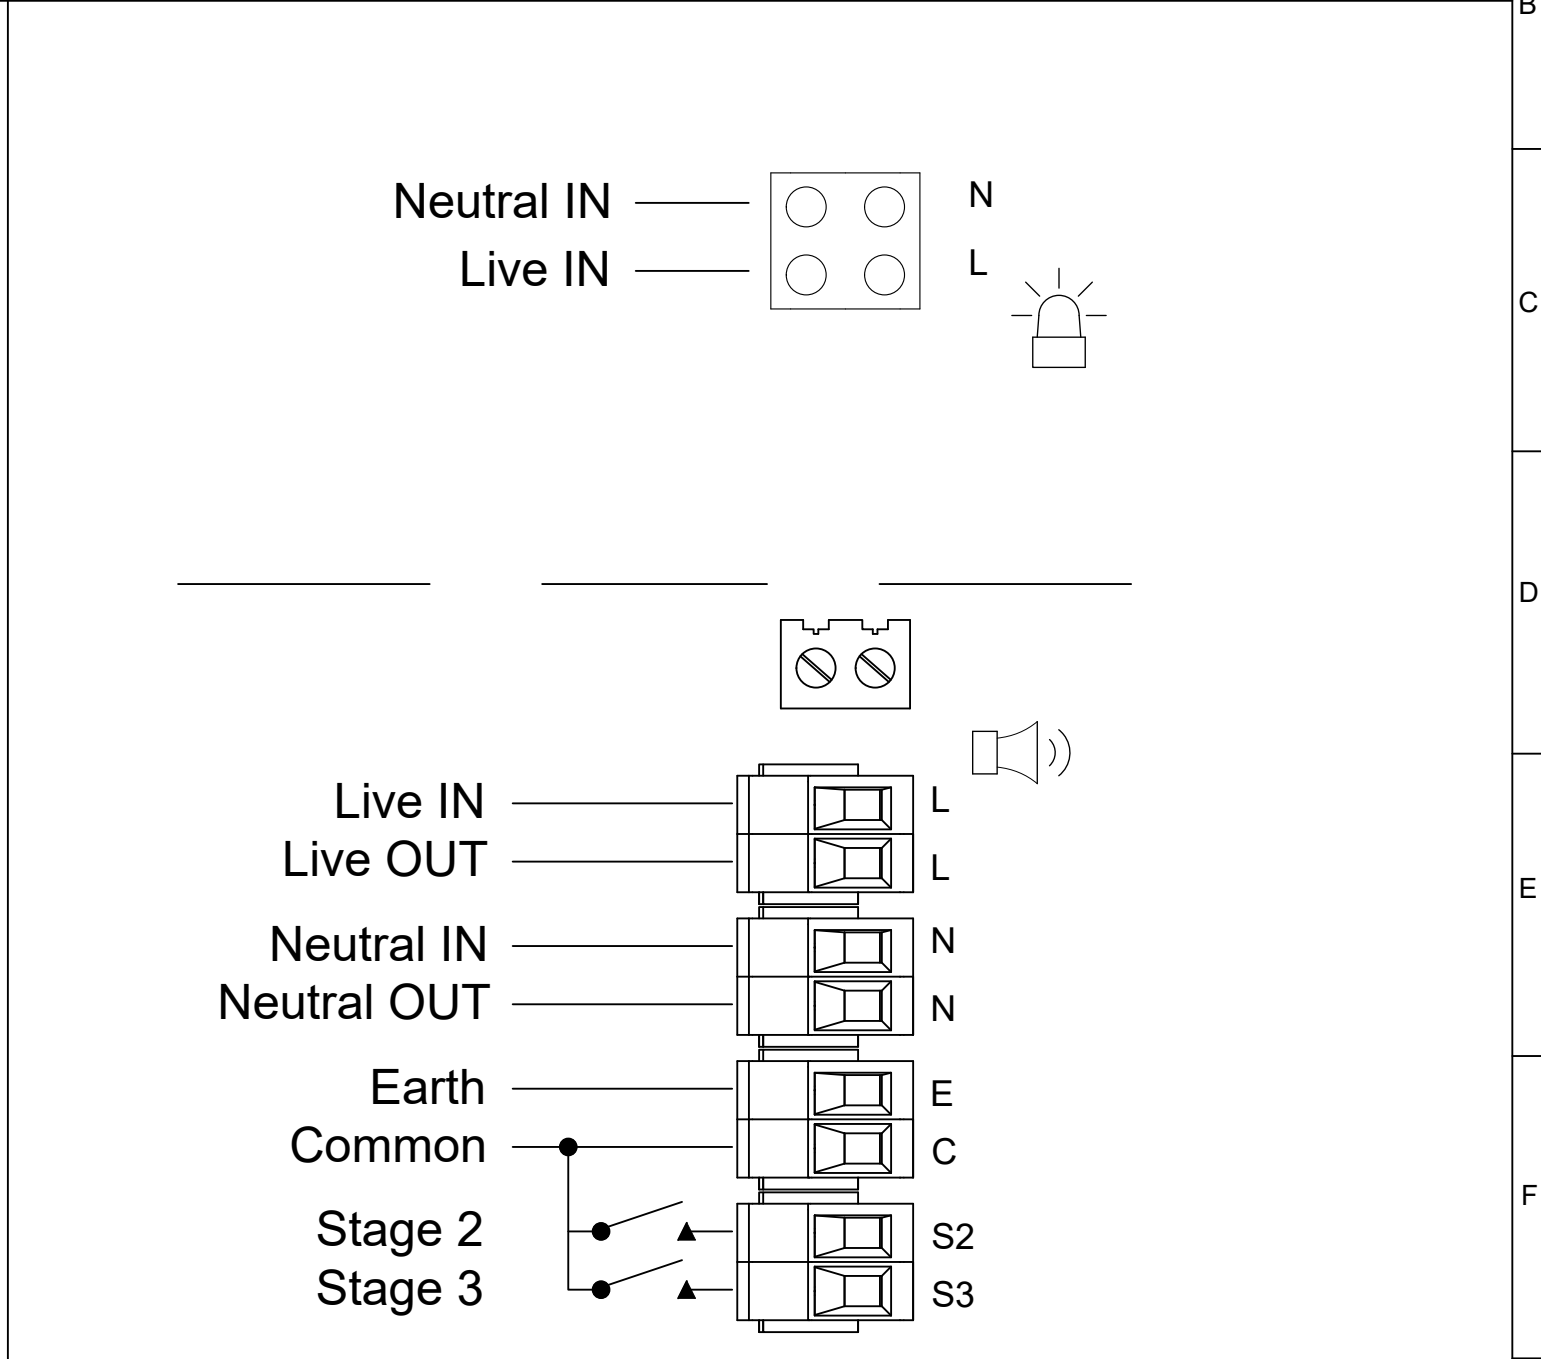 B
Neutral IN N
Live IN L
C
D
Live IN L
Live OUT L
E
Neutral IN N
Neutral OUT N
Earth E
Common C
F
Stage 2 S2
Stage 3 S3